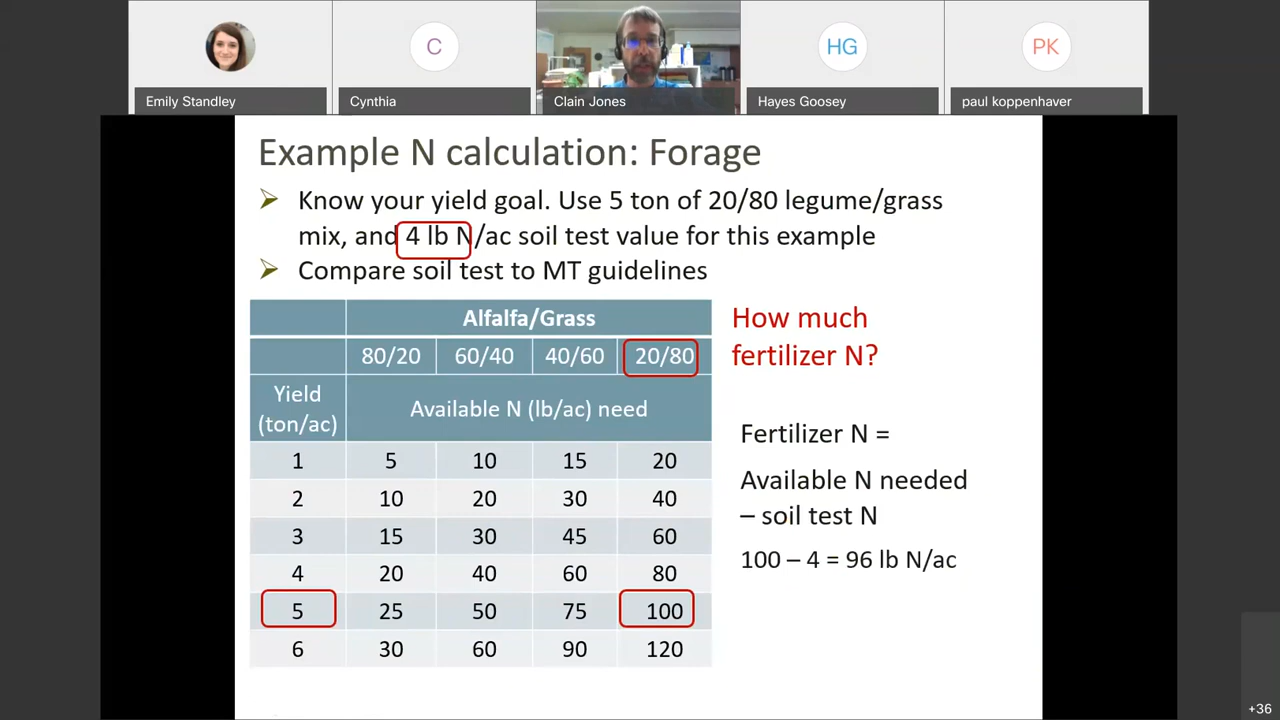 Emily Standley
C
Cynthia
Clain Jones
HG
Hayes Goosey
PK
paul koppenhaver
Example N calculation: Forage
Know your yield goal. Use 5 ton of 20/80 legume/grass
mix, and 4 lb N/ac soil test value for this example
Compare soil test to MT guidelines
Alfalfa/Grass
80/20 60/40 40/60 20/80
Yield
(ton/ac)
Available N (lb/ac) need
1 5 10 15 20
2 10 20 30 40
3 15 30 45 60
4 20 40 60 80
5 25 50 75 100
6 30 60 90 120
How much
fertilizer N?
Fertilizer N =
Available N needed
– soil test N
100 – 4 = 96 lb N/ac
+36